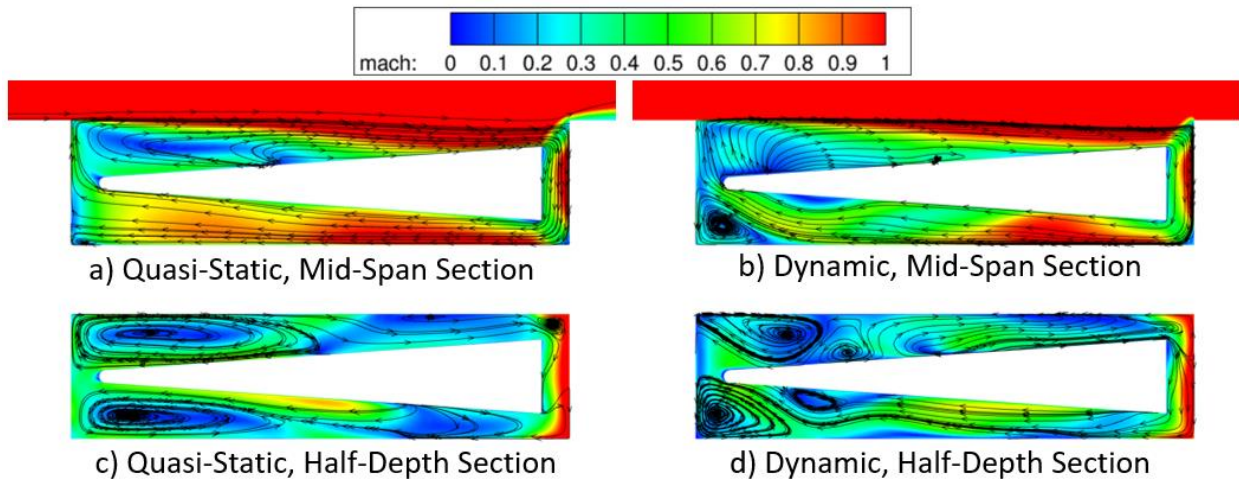 mach: 0 0.1 0.2 0.3 0.4 0.5 0.6 0.7 0.8 0.9 1
a) Quasi-Static, Mid-Span Section
b) Dynamic, Mid-Span Section
c) Quasi-Static, Half-Depth Section
d) Dynamic, Half-Depth Section